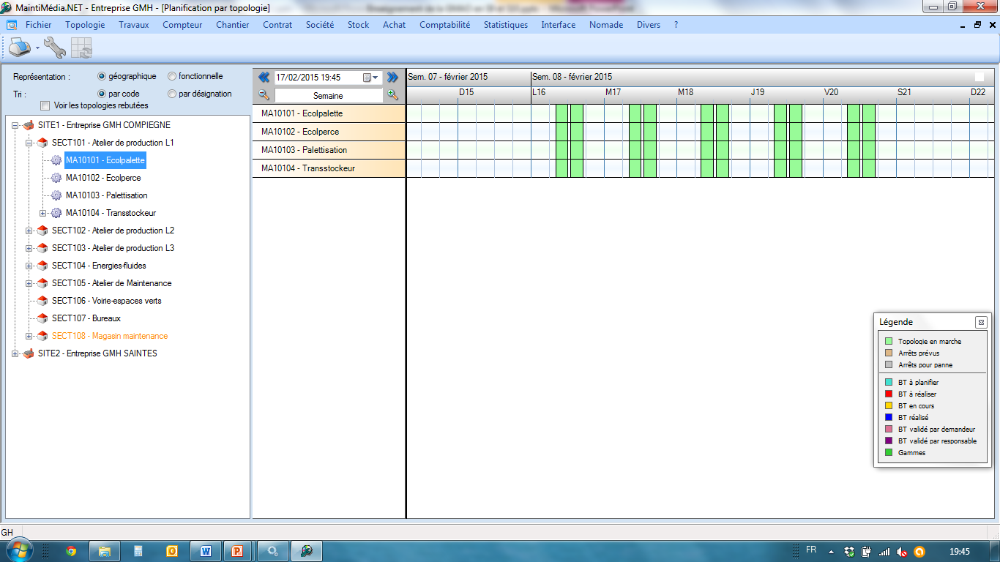 MaintiMédia.NET - Entreprise GMH - [Planification par topologie]
Fichier Topologie Travaux Compteur Chantier Contrat Société Stock Achat Comptabilité Statistiques Interface Nomade Divers ?
Représentation : géographique fonctionnelle
Tri : par code par désignation
Voir les topologies rebutées
SITE1 - Entreprise GMH COMPIEGNE
SECT101 - Atelier de production L1
MA10101 - Ecolpalette
MA10102 - Ecolperce
MA10103 - Palettisation
MA10104 - Transstockeur
SECT102 - Atelier de production L2
SECT103 - Atelier de production L3
SECT104 - Energies-fluides
SECT105 - Atelier de Maintenance
SECT106 - Voirie-espaces verts
SECT107 - Bureaux
SECT108 - Magasin maintenance
SITE2 - Entreprise GMH SAINTES
17/02/2015 19:45
Semaine
Sem. 07 - février 2015 Sem. 08 - février 2015
D15 L16 M17 M18 J19 V20 S21 D22
MA10101 - Ecolpalette
MA10102 - Ecolperce
MA10103 - Palettisation
MA10104 - Transstockeur
Légende
Topologie en marche
Arrêts prévus
Arrêts pour panne
BT à planifier
BT à réaliser
BT en cours
BT réalisé
BT validé par demandeur
BT validé par responsable
Gammes
GH
FR 19:45